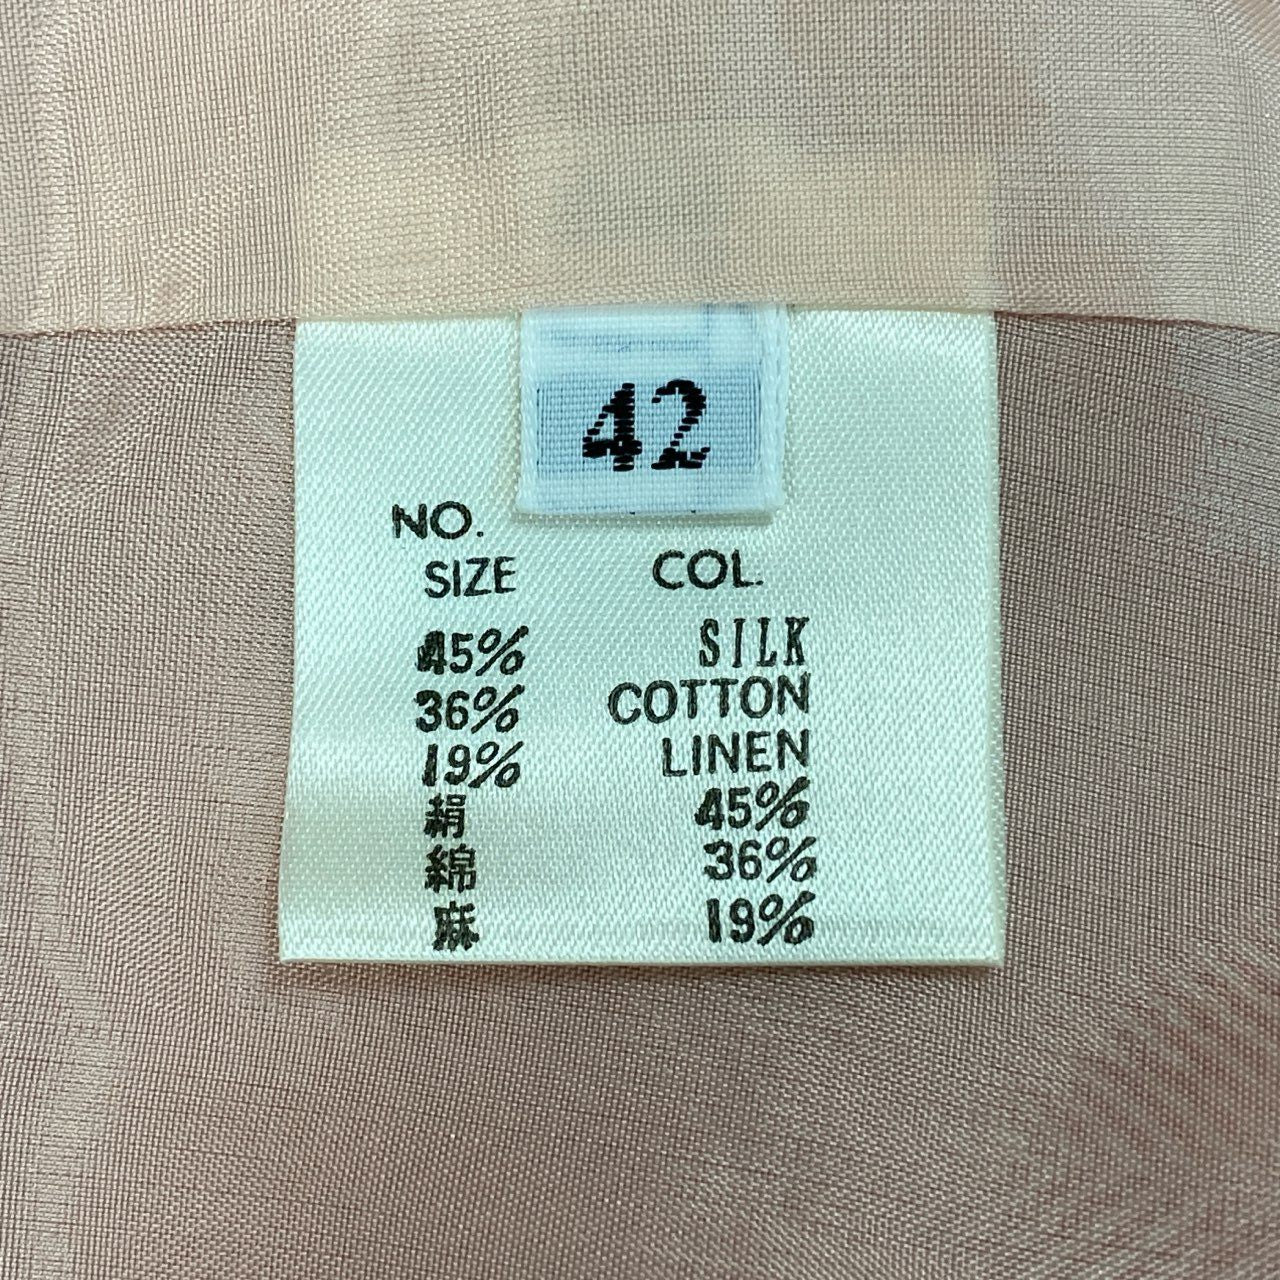 42
NO.
SIZE COL.
45% SILK
36% COTTON
19% LINEN
絹 45%
綿 36%
麻 19%